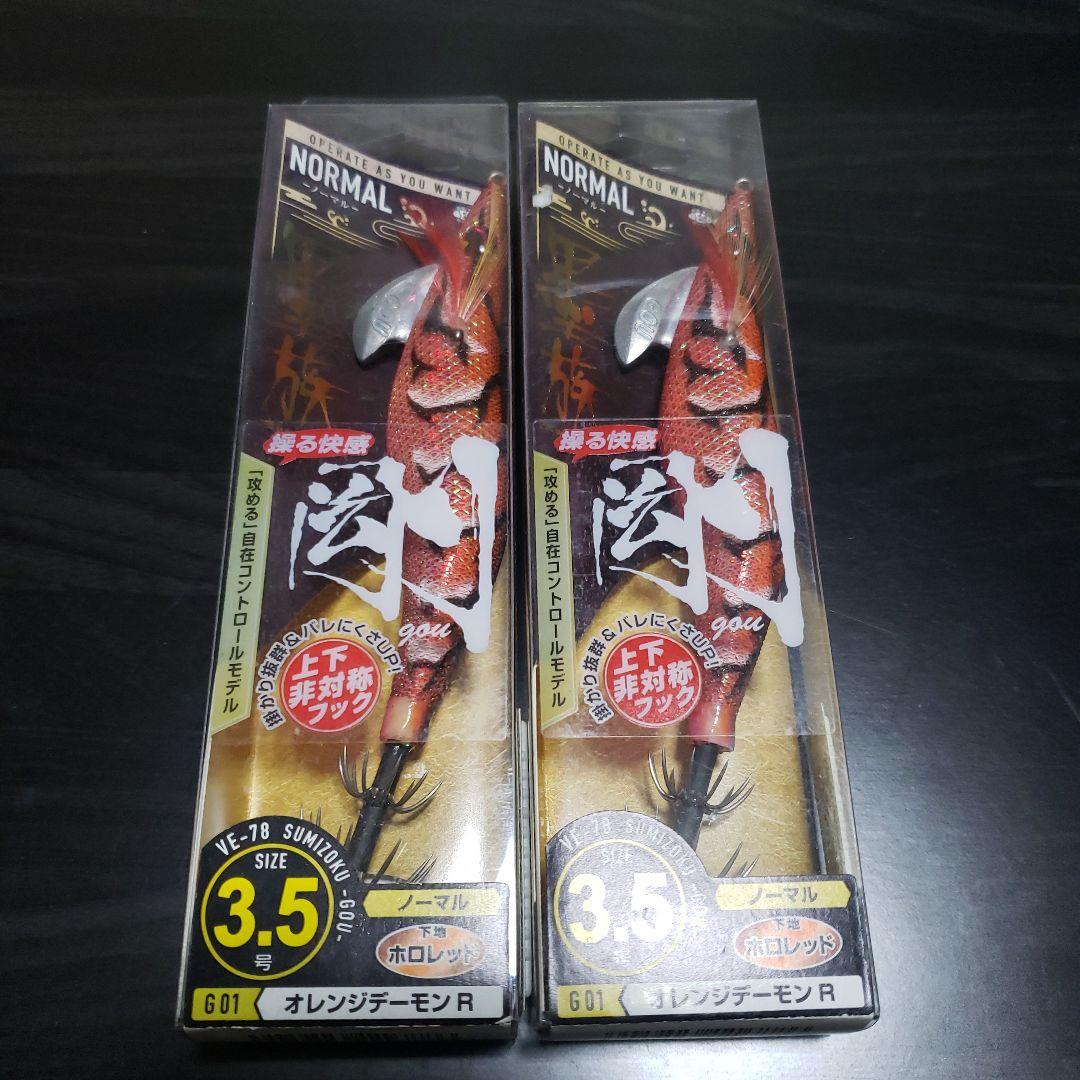 OPERATE AS YOU WANT
NORMAL
-ノーマル-
墨族
操る快感
「攻める」自在コントロールモデル
剛
gou
掛かり抜群&バレにくさUP!
上下
非対称
フック
VE-78 SUMIZOKU -GOU-
SIZE
3.5
号
ノーマル
下地
ホロレッド
G01
オレンジデーモン R
OPERATE AS YOU WANT
NORMAL
-ノーマル-
墨族
GOU
操る快感
「攻める」自在コントロールモデル
剛
gou
掛かり抜群&バレにくさUP!
上下
非対称
フック
VE-78 SUMIZOKU
SIZE
3.5
号
ノーマル
下地
ホロレッド
G01
オレンジデーモン R